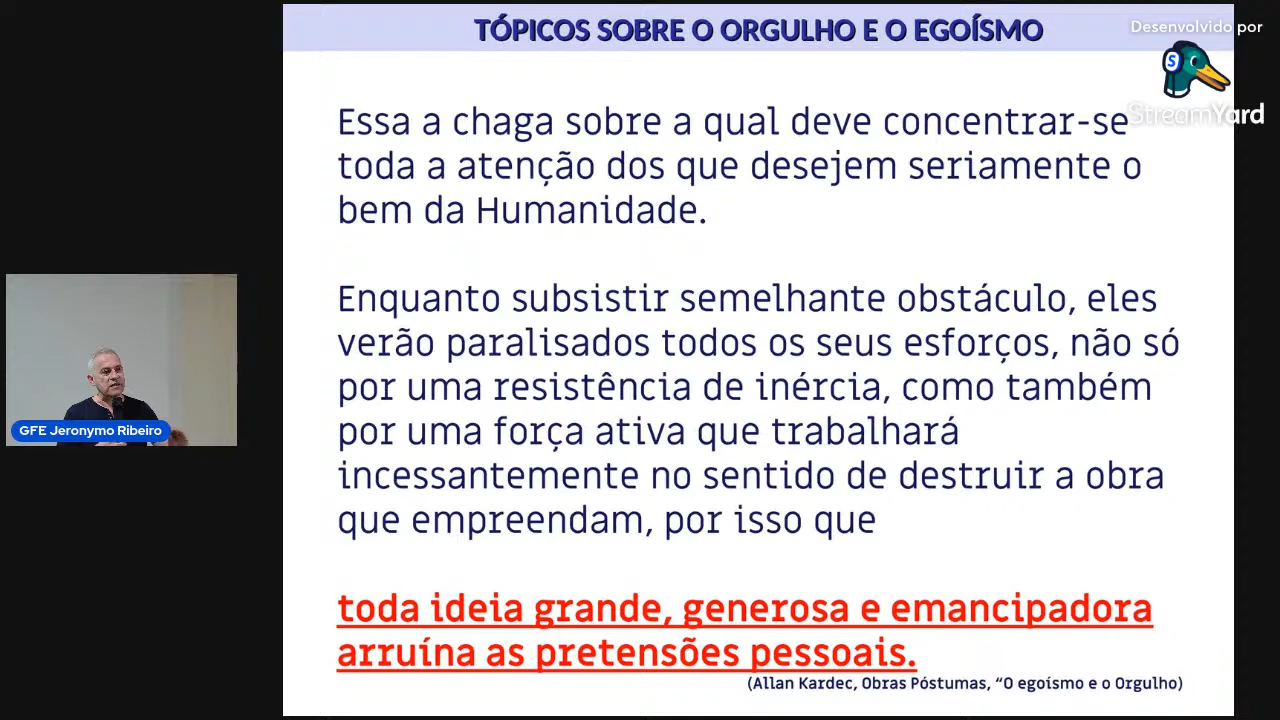 TÓPICOS SOBRE O ORGULHO E O EGOÍSMO
Desenvolvido por
S
StreamYard
Essa a chaga sobre a qual deve concentrar-se
toda a atenção dos que desejem seriamente o
bem da Humanidade.
Enquanto subsistir semelhante obstáculo, eles
verão paralisados todos os seus esforços, não só
por uma resistência de inércia, como também
por uma força ativa que trabalhará
incessantemente no sentido de destruir a obra
que empreendam, por isso que
toda ideia grande, generosa e emancipadora
arruína as pretensões pessoais.
(Allan Kardec, Obras Póstumas, “O egoísmo e o Orgulho)
GFE Jeronymo Ribeiro